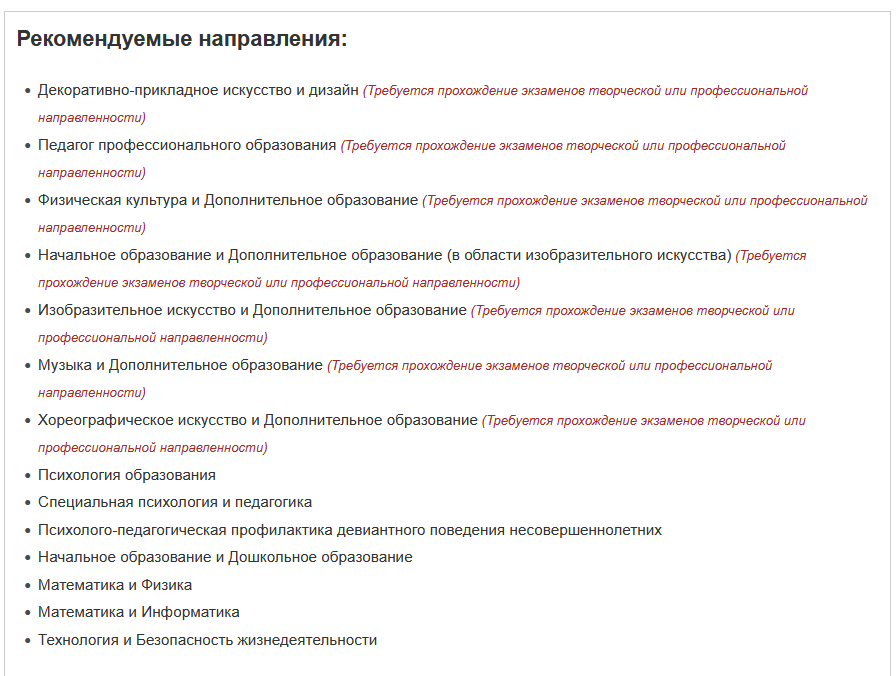 Рекомендуемые направления:
• Декоративно-прикладное искусство и дизайн (Требуется прохождение экзаменов творческой или профессиональной
направленности)
• Педагог профессионального образования (Требуется прохождение экзаменов творческой или профессиональной
направленности)
• Физическая культура и Дополнительное образование (Требуется прохождение экзаменов творческой или профессиональной
направленности)
• Начальное образование и Дополнительное образование (в области изобразительного искусства) (Требуется
прохождение экзаменов творческой или профессиональной направленности)
• Изобразительное искусство и Дополнительное образование (Требуется прохождение экзаменов творческой или
профессиональной направленности)
• Музыка и Дополнительное образование (Требуется прохождение экзаменов творческой или профессиональной
направленности)
• Хореографическое искусство и Дополнительное образование (Требуется прохождение экзаменов творческой или
профессиональной направленности)
• Психология образования
• Специальная психология и педагогика
• Психолого-педагогическая профилактика девиантного поведения несовершеннолетних
• Начальное образование и Дошкольное образование
• Математика и Физика
• Математика и Информатика
• Технология и Безопасность жизнедеятельности